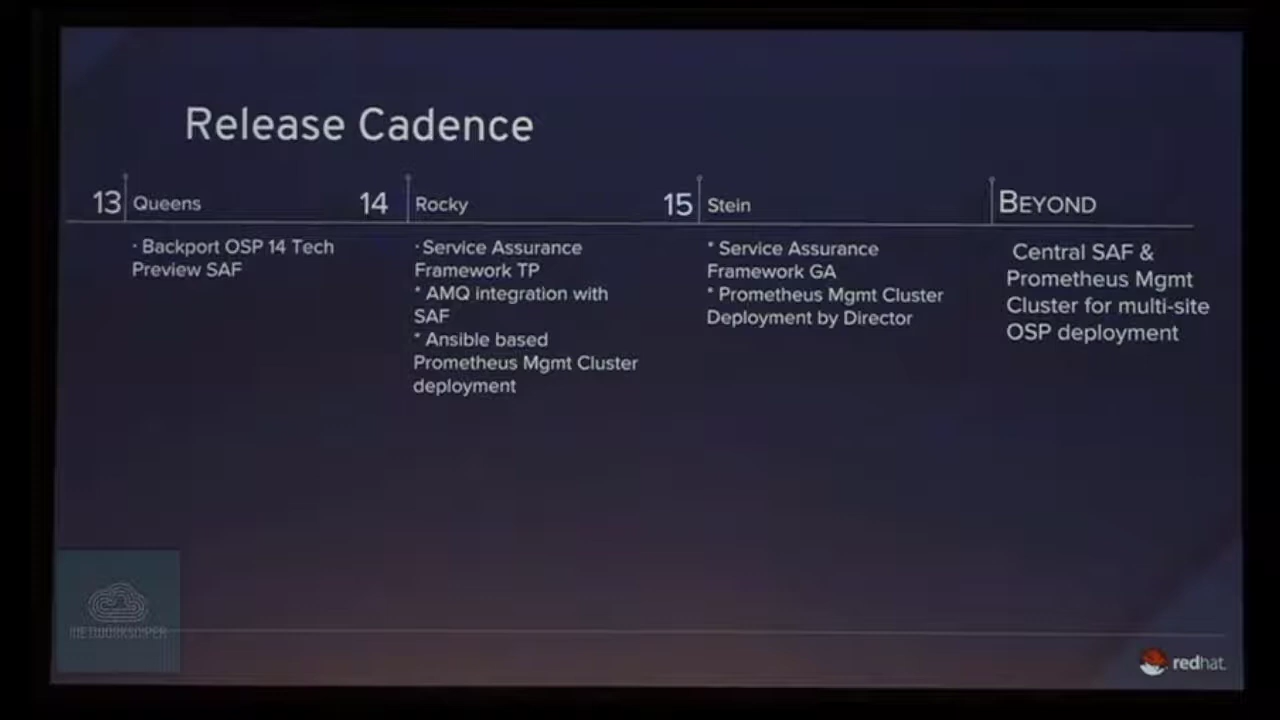 Release Cadence
13 Queens
· Backport OSP 14 Tech
Preview SAF
14 Rocky
· Service Assurance
Framework TP
* AMQ integration with
SAF
* Ansible based
Prometheus Mgmt Cluster
deployment
15 Stein
* Service Assurance
Framework GA
* Prometheus Mgmt Cluster
Deployment by Director
BEYOND
Central SAF &
Prometheus Mgmt
Cluster for multi-site
OSP deployment
NETWORKSNIPER
redhat.